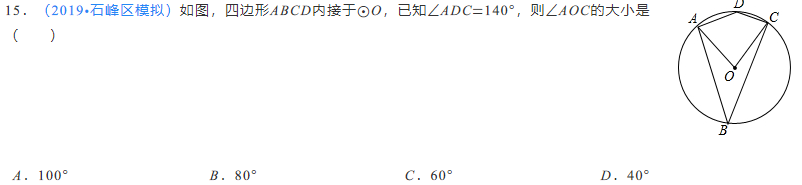 15．（2019•石峰区模拟）如图，四边形ABCD内接于⊙O，已知∠ADC=140°，则∠AOC的大小是
（　　）
D
A
C
O
B
A．100°
B．80°
C．60°
D．40°